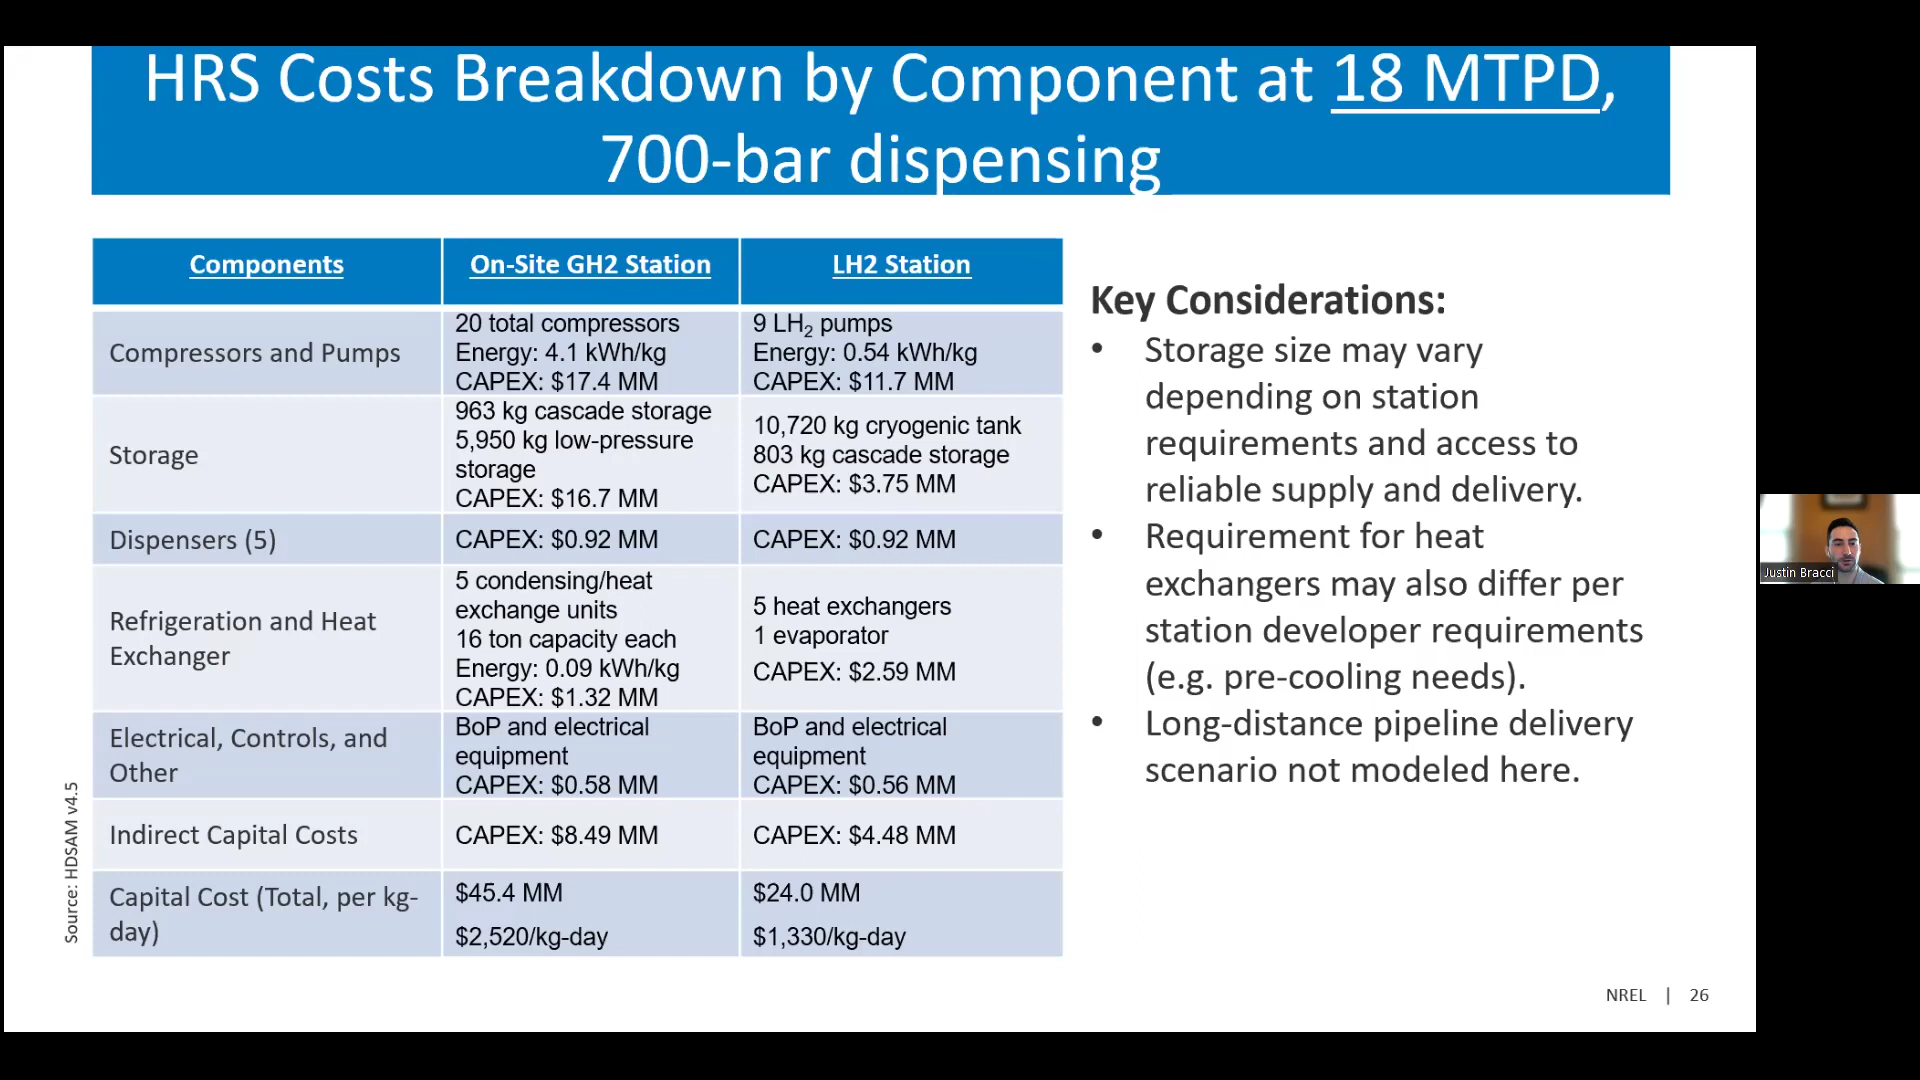 HRS Costs Breakdown by Component at 18 MTPD,
700-bar dispensing
Components
On-Site GH2 Station
LH2 Station
Compressors and Pumps
20 total compressors
Energy: 4.1 kWh/kg
CAPEX: $17.4 MM
9 LH2 pumps
Energy: 0.54 kWh/kg
CAPEX: $11.7 MM
Storage
963 kg cascade storage
5,950 kg low-pressure
storage
CAPEX: $16.7 MM
10,720 kg cryogenic tank
803 kg cascade storage
CAPEX: $3.75 MM
Dispensers (5)
CAPEX: $0.92 MM
CAPEX: $0.92 MM
Refrigeration and Heat
Exchanger
5 condensing/heat
exchange units
16 ton capacity each
Energy: 0.09 kWh/kg
CAPEX: $1.32 MM
5 heat exchangers
1 evaporator
CAPEX: $2.59 MM
Electrical, Controls, and
Other
BoP and electrical
equipment
CAPEX: $0.58 MM
BoP and electrical
equipment
CAPEX: $0.56 MM
Indirect Capital Costs
CAPEX: $8.49 MM
CAPEX: $4.48 MM
Capital Cost (Total, per kg-
day)
$45.4 MM
$2,520/kg-day
$24.0 MM
$1,330/kg-day
Source: HDSAM v4.5
Key Considerations:
• Storage size may vary
depending on station
requirements and access to
reliable supply and delivery.
• Requirement for heat
exchangers may also differ per
station developer requirements
(e.g. pre-cooling needs).
• Long-distance pipeline delivery
scenario not modeled here.
NREL | 26
Justin Bracci